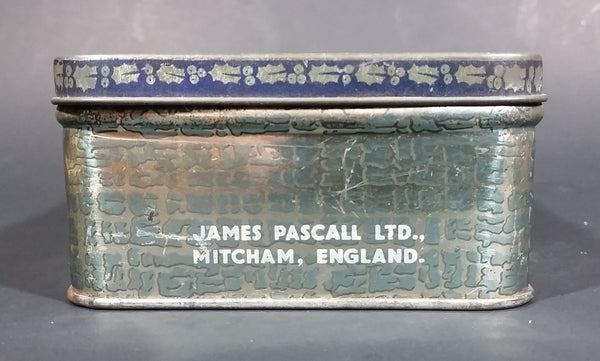 JAMES PASCALL LTD.,
MITCHAM, ENGLAND.